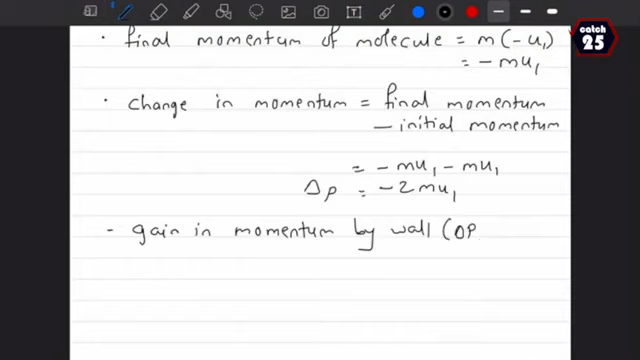 catch
25
· final momentum of molecule = m(-u₁)
= -mu₁
· change in momentum = final momentum
- initial momentum
= -mu₁ - mu₁
Δp = -2mu₁
- gain in momentum by wall (ΔP